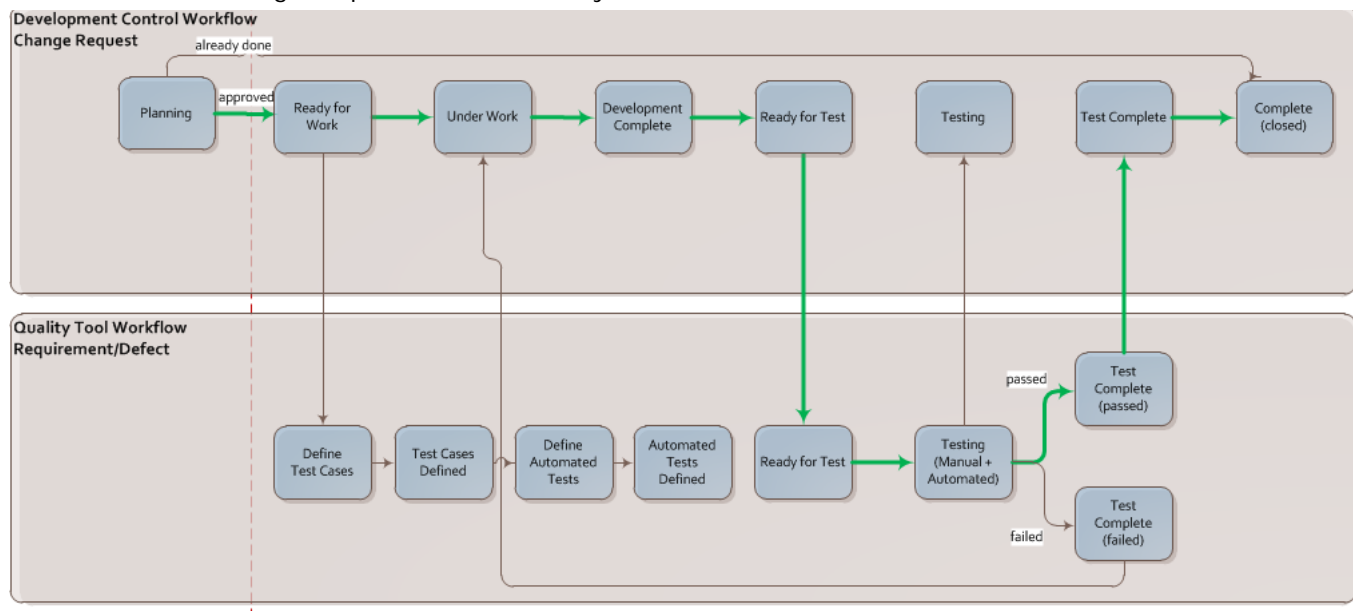 Development Control Workflow
Change Request
already done
Planning
approved
Ready for
Work
Under Work
Development
Complete
Ready for Test
Testing
Test Complete
Complete
(closed)
Quality Tool Workflow
Requirement/Defect
Define
Test Cases
Test Cases
Defined
Define
Automated
Tests
Automated
Tests
Defined
Ready for Test
Testing
(Manual +
Automated)
passed
Test
Complete
(passed)
failed
Test
Complete
(failed)